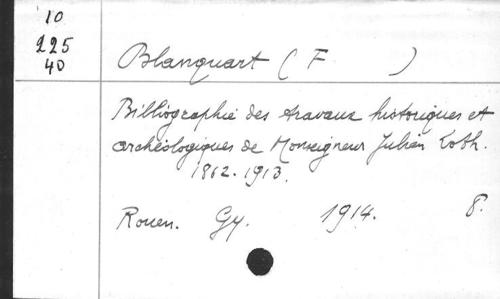 10
225
40
Blanquart ( F )
Bibliographie des travaux historiques et
archéologiques de Monseigneur Julien Loth.
1862-1913.
Rouen. Gy. 1914. 8.